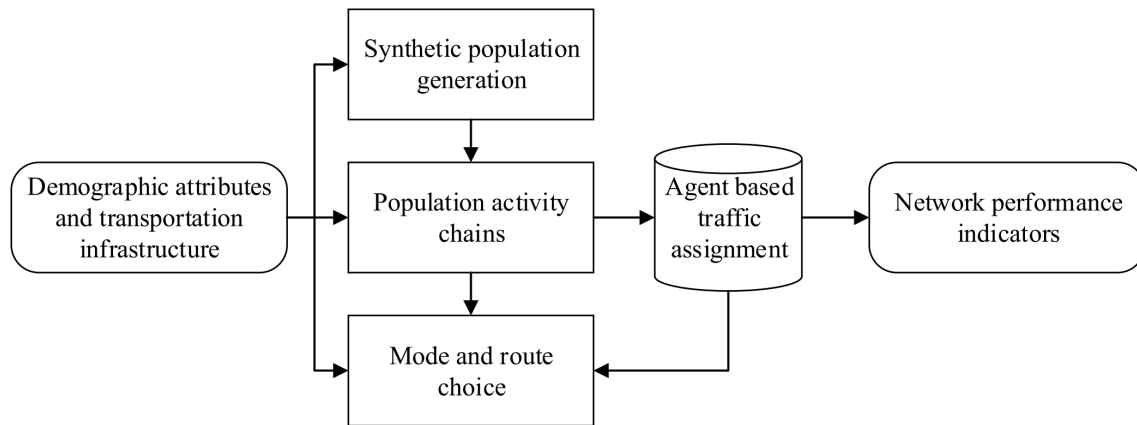 Synthetic population
generation
Demographic attributes
and transportation
infrastructure
Population activity
chains
Agent based
traffic
assignment
Network performance
indicators
Mode and route
choice